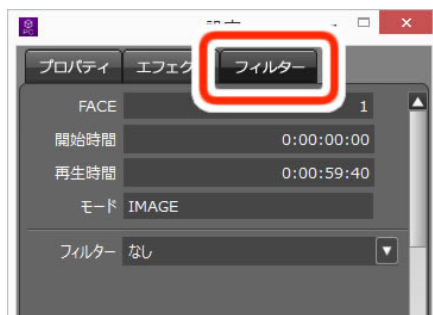 プロパティ
エフェク
フィルター
FACE 1
開始時間 0:00:00:00
再生時間 0:00:59:40
モード IMAGE
フィルター なし